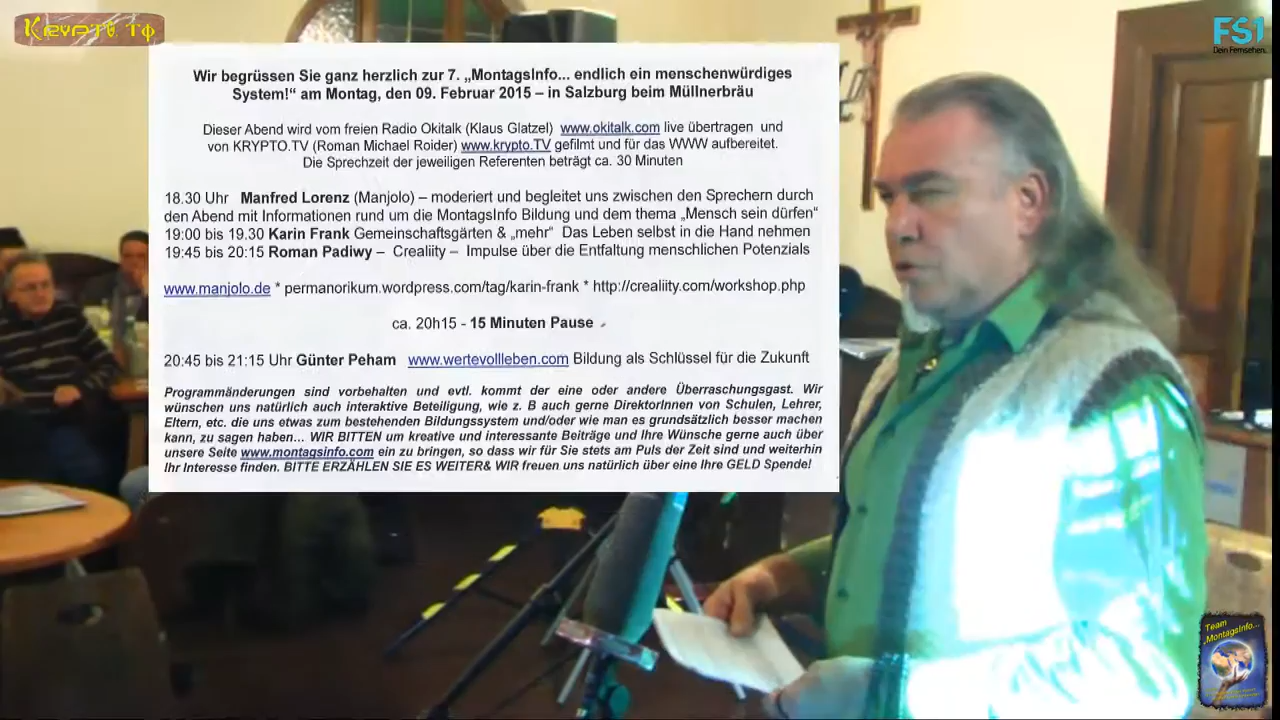 KRYPTO TV
FS1
Dein Fernsehen.
Wir begrüssen Sie ganz herzlich zur 7. „MontagsInfo... endlich ein menschenwürdiges
System!“ am Montag, den 09. Februar 2015 – in Salzburg beim Müllnerbräu
Dieser Abend wird vom freien Radio Okitalk (Klaus Glatzel) www.okitalk.com live übertragen und
von KRYPTO.TV (Roman Michael Roider) www.krypto.TV gefilmt und für das WWW aufbereitet.
Die Sprechzeit der jeweiligen Referenten beträgt ca. 30 Minuten
18.30 Uhr Manfred Lorenz (Manjolo) – moderiert und begleitet uns zwischen den Sprechern durch
den Abend mit Informationen rund um die MontagsInfo Bildung und dem thema „Mensch sein dürfen“
19:00 bis 19.30 Karin Frank Gemeinschaftsgärten & „mehr“ Das Leben selbst in die Hand nehmen
19:45 bis 20:15 Roman Padiwy – Crealiity – Impulse über die Entfaltung menschlichen Potenzials
www.manjolo.de * permanorikum.wordpress.com/tag/karin-frank * http://crealiity.com/workshop.php
ca. 20h15 - 15 Minuten Pause
20:45 bis 21:15 Uhr Günter Peham www.wertevollleben.com Bildung als Schlüssel für die Zukunft
Programmänderungen sind vorbehalten und evtl. kommt der eine oder andere Überraschungsgast. Wir
wünschen uns natürlich auch interaktive Beteiligung, wie z. B auch gerne DirektorInnen von Schulen, Lehrer,
Eltern, etc. die uns etwas zum bestehenden Bildungssystem und/oder wie man es grundsätzlich besser machen
kann, zu sagen haben... WIR BITTEN um kreative und interessante Beiträge und Ihre Wünsche gerne auch über
unsere Seite www.montagsinfo.com ein zu bringen, so dass wir für Sie stets am Puls der Zeit sind und weiterhin
Ihr Interesse finden. BITTE ERZÄHLEN SIE ES WEITER& WIR freuen uns natürlich über eine Ihre GELD Spende!
Team
„MontagsInfo...